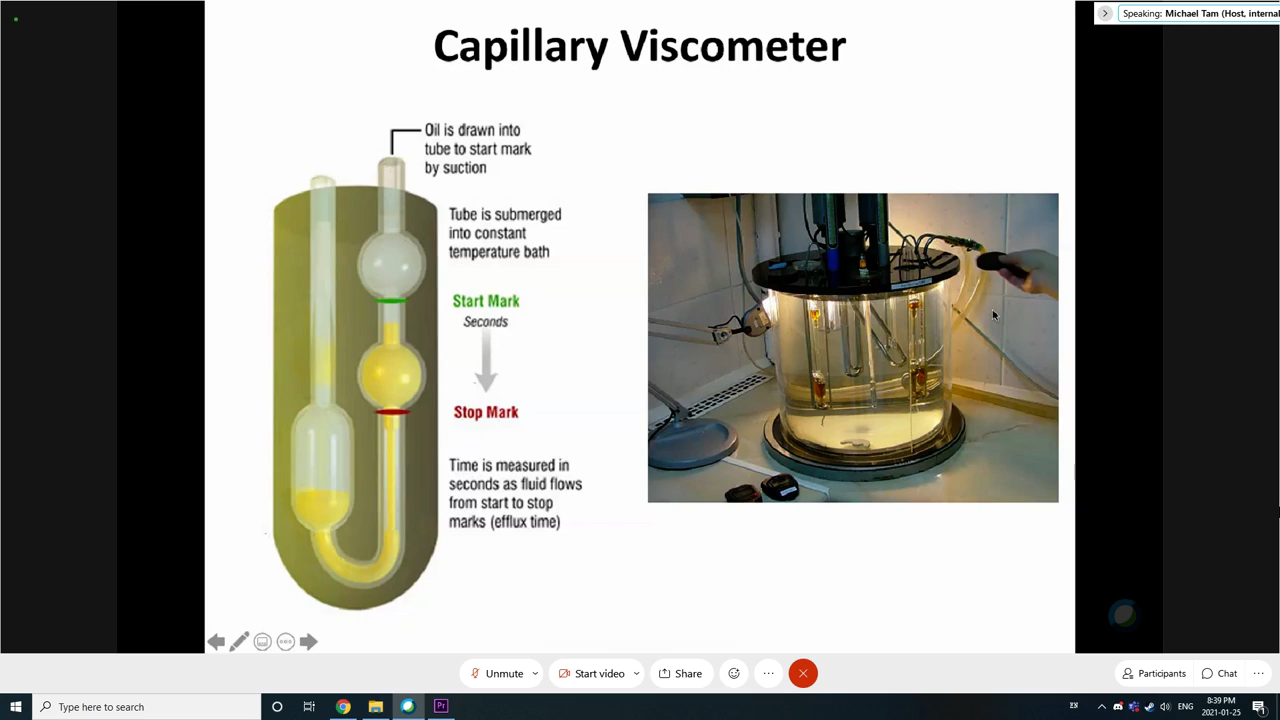 Speaking: Michael Tam (Host, internal
Capillary Viscometer
Oil is drawn into
tube to start mark
by suction
Tube is submerged
into constant
temperature bath
Start Mark
Seconds
Stop Mark
Time is measured in
seconds as fluid flows
from start to stop
marks (efflux time)
Unmute
Start video
Share
Participants
Chat
Type here to search
Pr
ENG
8:39 PM
2021-01-25
1